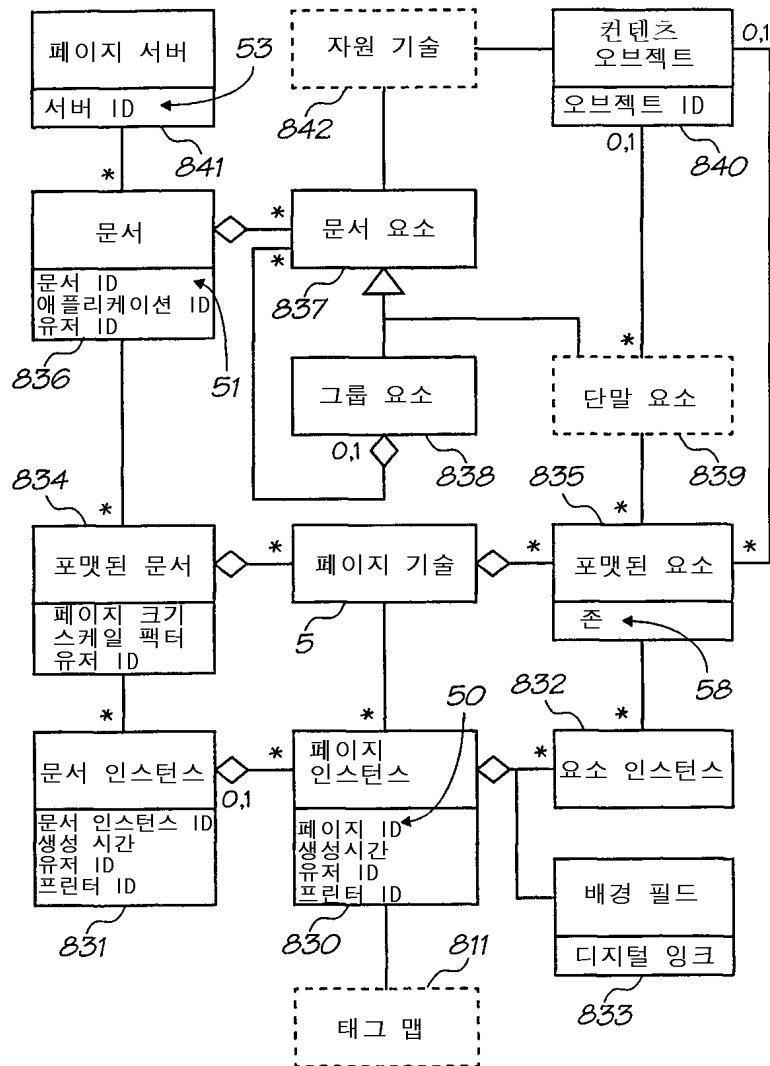 페이지 서버
서버 ID
53
841
*
자원 기술
842
컨텐츠
오브젝트
오브젝트 ID
840
0,1
0,1
문서
문서 ID
애플리케이션 ID
유저 ID
836
51
*
*
문서 요소
837
그룹 요소
0,1
838
*
단말 요소
839
834
*
포맷된 문서
페이지 크기
스케일 팩터
유저 ID
*
페이지 기술
5
*
835
*
*
포맷된 요소
존
58
*
문서 인스턴스
0,1
문서 인스턴스 ID
생성 시간
유저 ID
프린터 ID
831
*
*
50
페이지
인스턴스
페이지 ID
생성시간
유저 ID
프린터 ID
830
832
*
*
요소 인스턴스
배경 필드
디지털 잉크
833
811
태그 맵